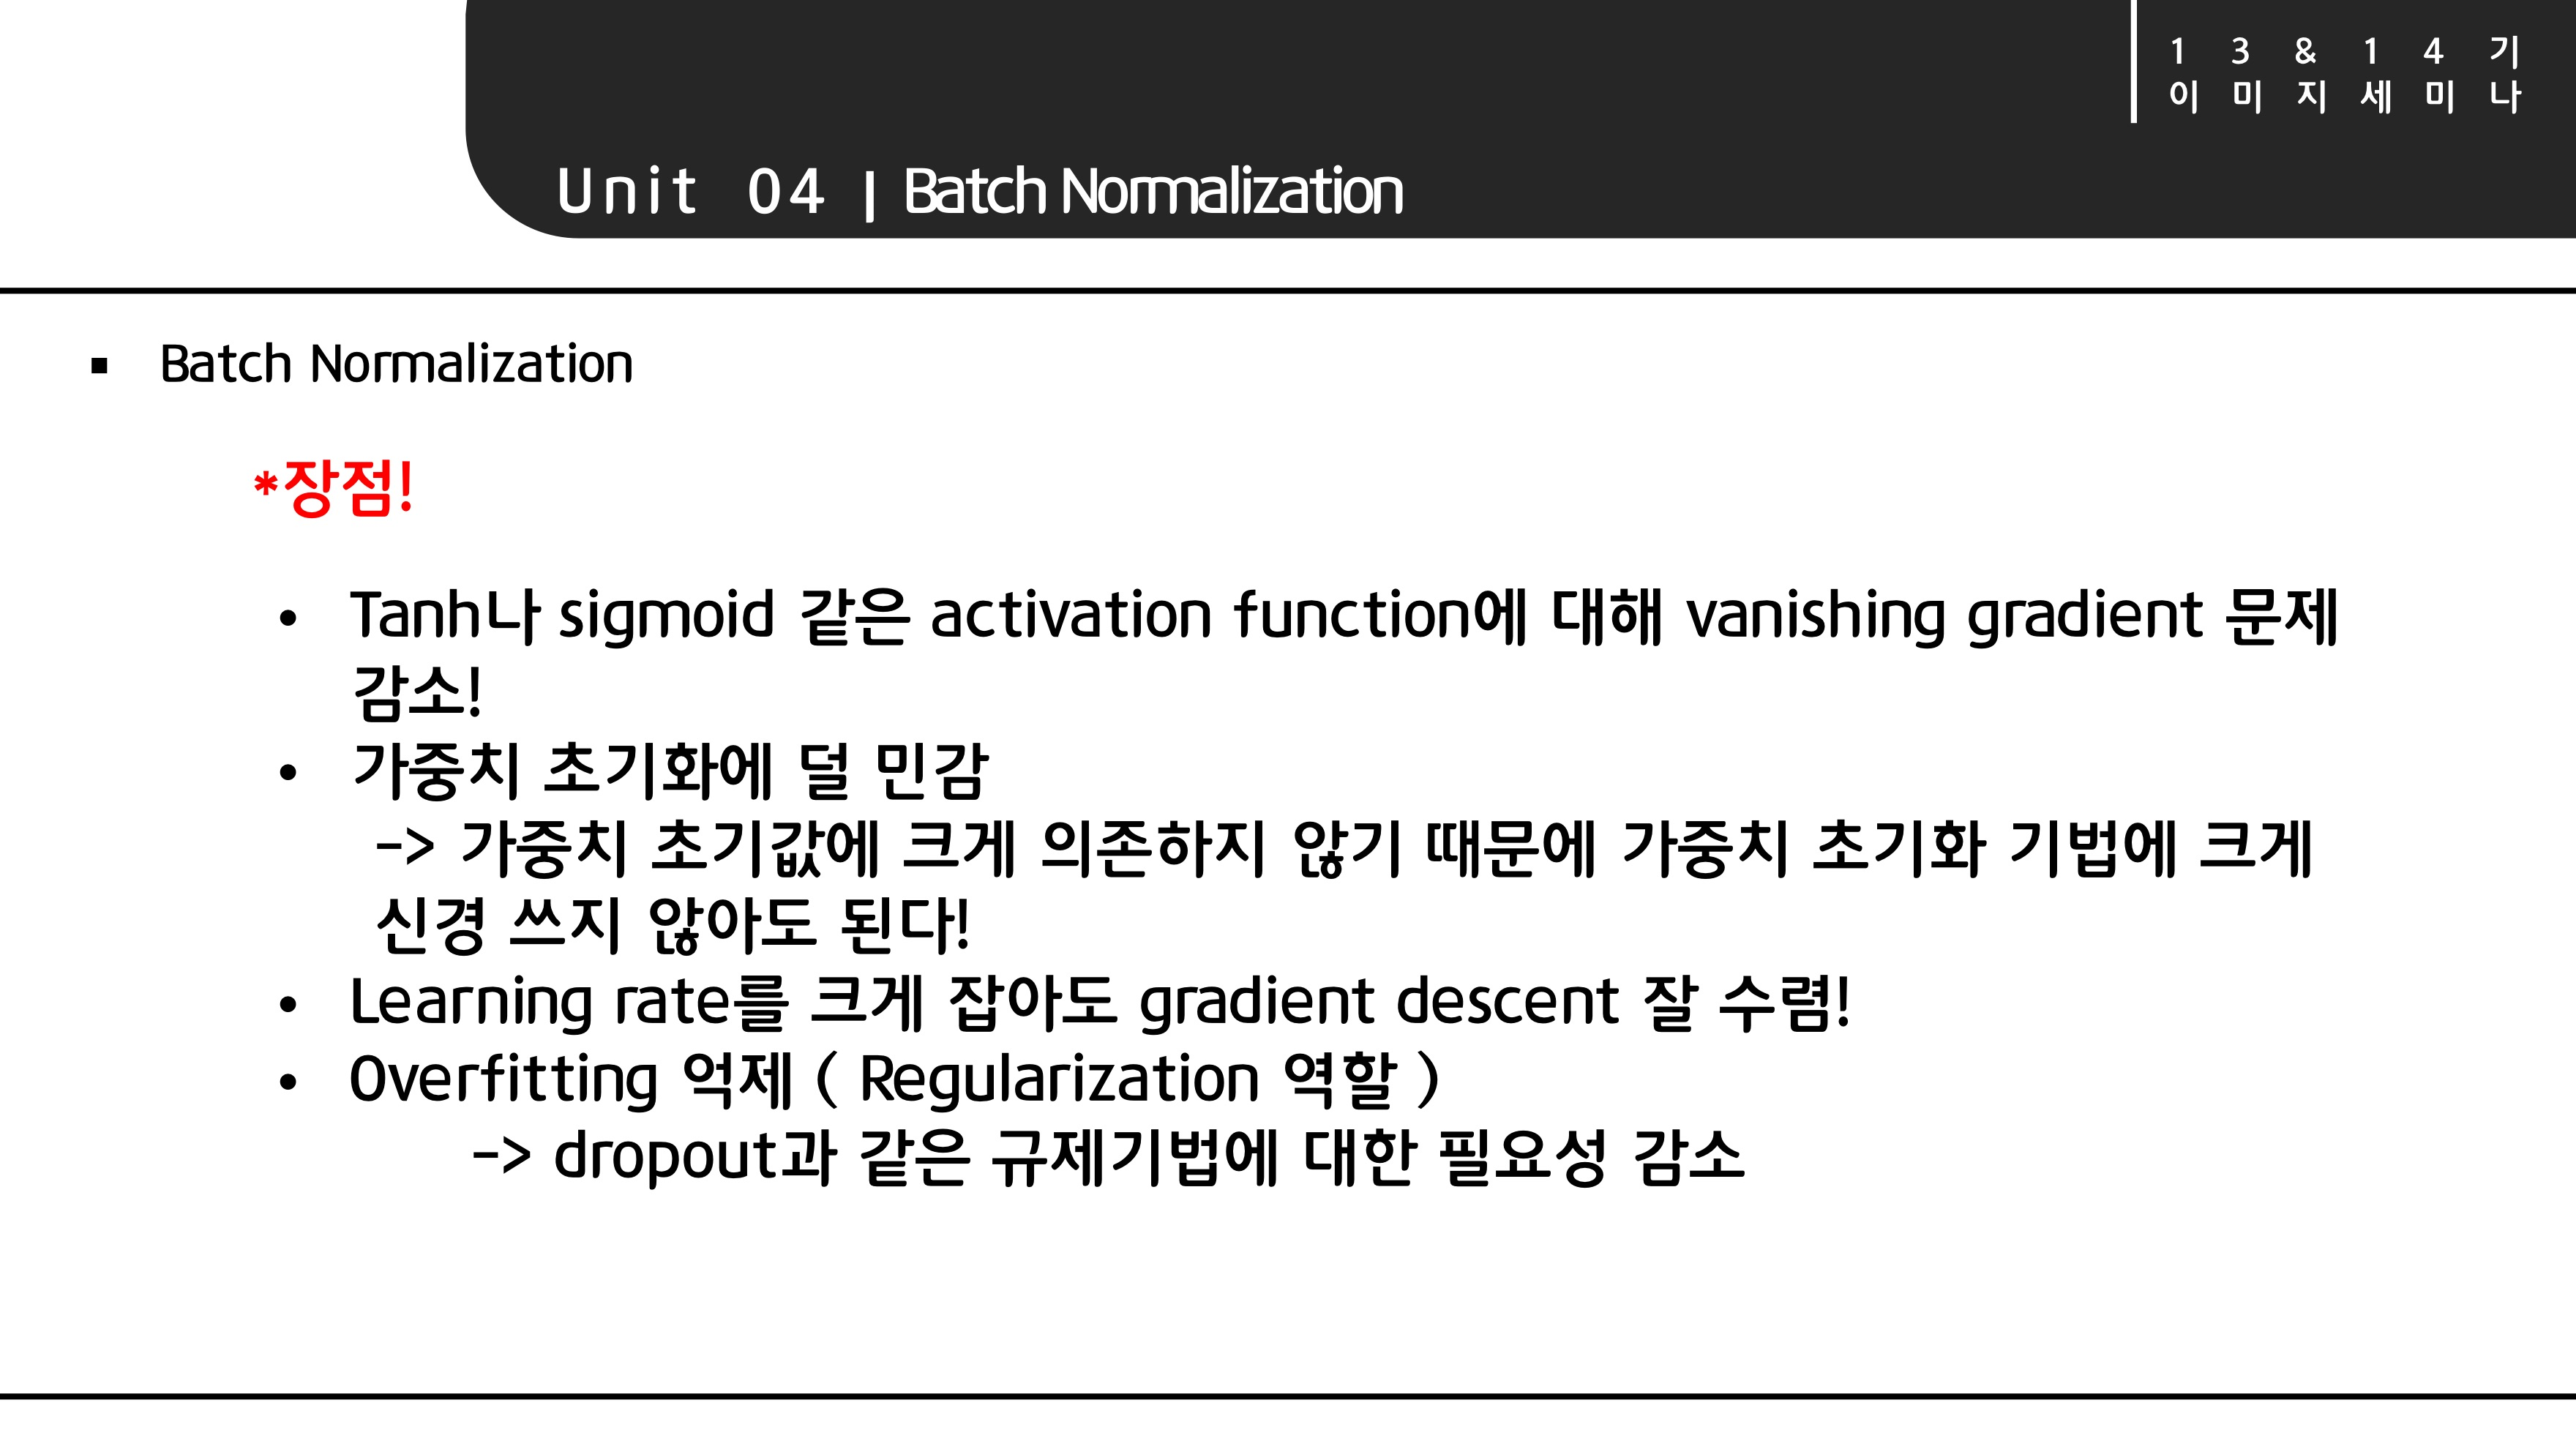 13&14기
이미지세미나
Unit 04 | Batch Normalization
▪ Batch Normalization
*장점!
• Tanh나 sigmoid 같은 activation function에 대해 vanishing gradient 문제
감소!
• 가중치 초기화에 덜 민감
-> 가중치 초기값에 크게 의존하지 않기 때문에 가중치 초기화 기법에 크게
신경 쓰지 않아도 된다!
• Learning rate를 크게 잡아도 gradient descent 잘 수렴!
• Overfitting 억제 ( Regularization 역할 )
-> dropout과 같은 규제기법에 대한 필요성 감소